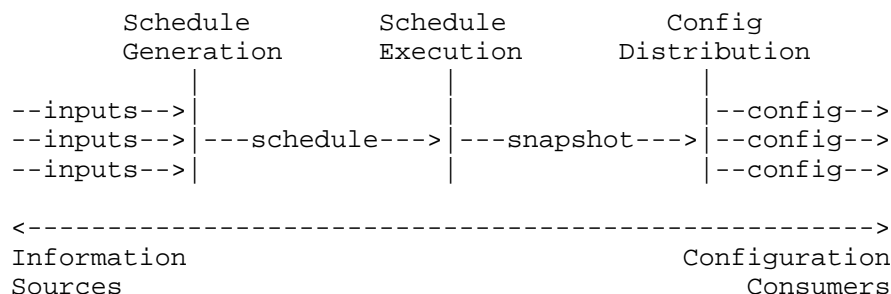 Schedule Schedule Config
Generation Execution Distribution
| | |
--inputs-->| | |--config-->
--inputs-->|---schedule--->|---snapshot--->|--config-->
--inputs-->| | |--config-->
<----------------------------------------------------->
Information Configuration
Sources Consumers